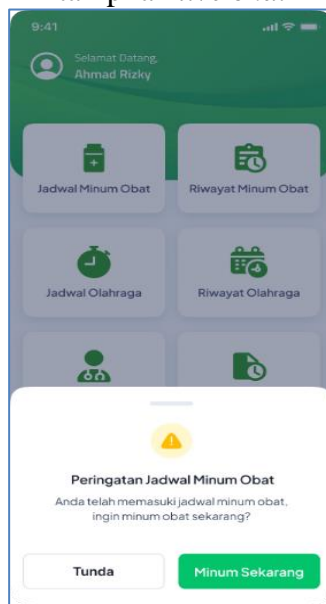 9:41
Selamat Datang,
Ahmad Rizky
Jadwal Minum Obat
Riwayat Minum Obat
Jadwal Olahraga
Riwayat Olahraga
Peringatan Jadwal Minum Obat
Anda telah memasuki jadwal minum obat,
ingin minum obat sekarang?
Tunda
Minum Sekarang